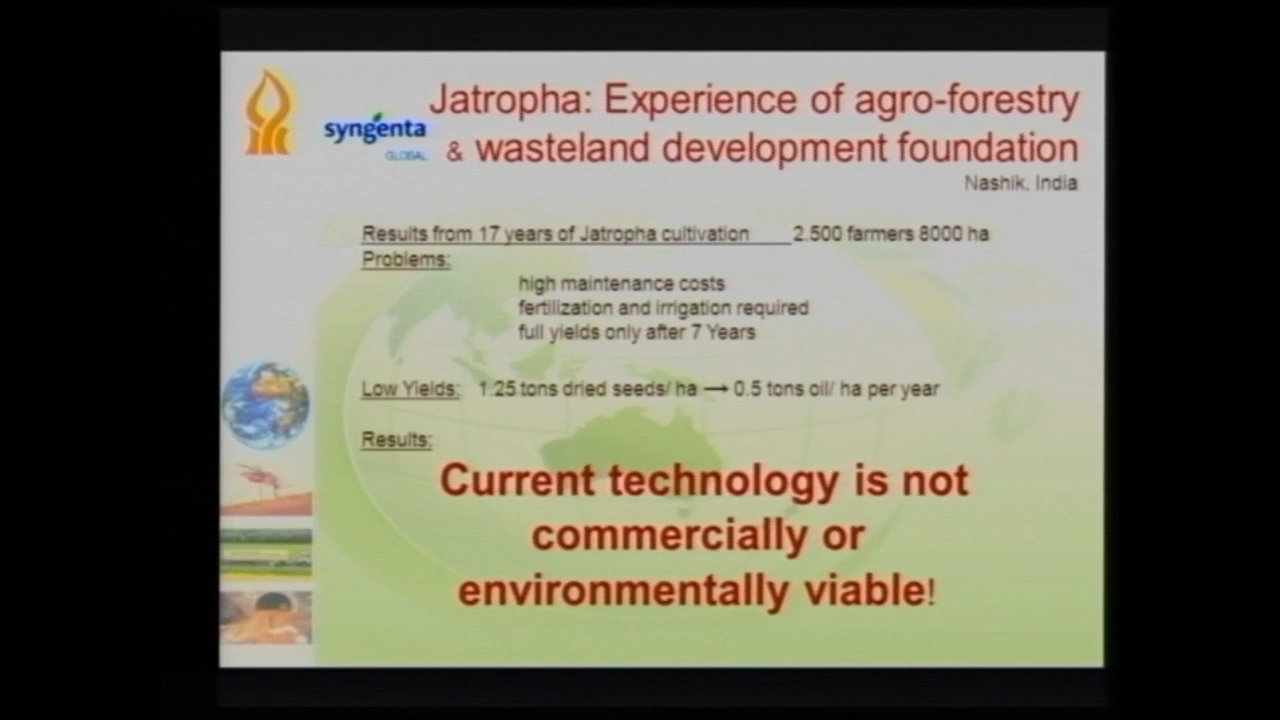 Jatropha: Experience of agro-forestry
syngenta
GLOBAL
& wasteland development foundation
Nashik, India
Results from 17 years of Jatropha cultivation 2.500 farmers 8000 ha
Problems:
high maintenance costs
fertilization and irrigation required
full yields only after 7 Years
Low Yields: 1.25 tons dried seeds/ ha → 0.5 tons oil/ ha per year
Results:
Current technology is not
commercially or
environmentally viable!